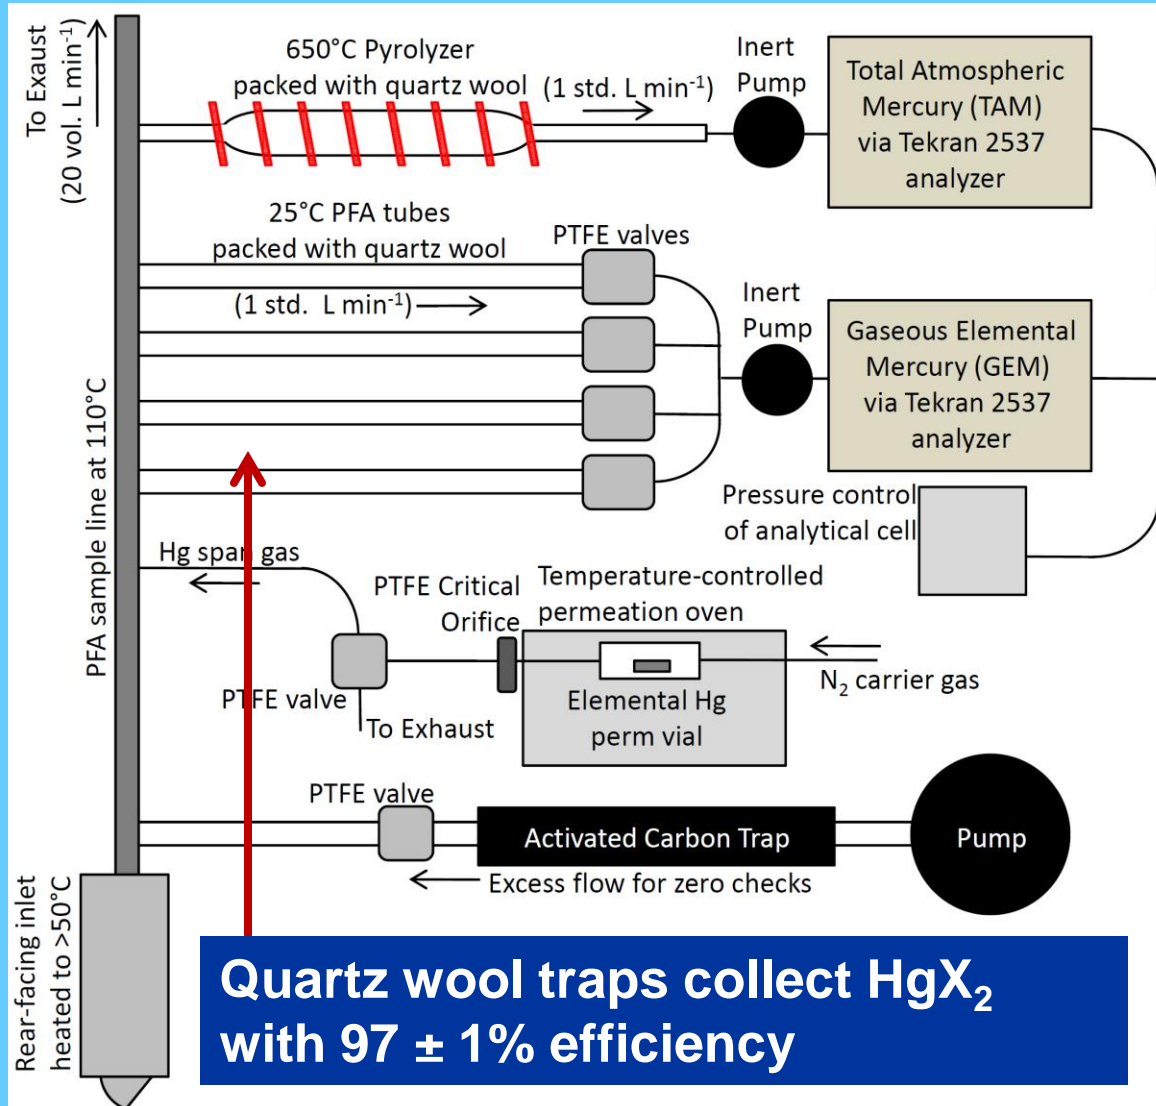 To Exaust
(20 vol. L min⁻¹)
650°C Pyrolyzer
packed with quartz wool
(1 std. L min⁻¹)
Inert
Pump
Total Atmospheric
Mercury (TAM)
via Tekran 2537
analyzer
25°C PFA tubes
packed with quartz wool
PTFE valves
(1 std. L min⁻¹)
Inert
Pump
Gaseous Elemental
Mercury (GEM)
via Tekran 2537
analyzer
PFA sample line at 110°C
Pressure control
of analytical cell
Hg span gas
PTFE Critical
Orifice
Temperature-controlled
permeation oven
PTFE valve
To Exhaust
Elemental Hg
perm vial
N₂ carrier gas
PTFE valve
Activated Carbon Trap
Pump
Excess flow for zero checks
Rear-facing inlet
heated to >50°C
Quartz wool traps collect HgX₂
with 97 ± 1% efficiency